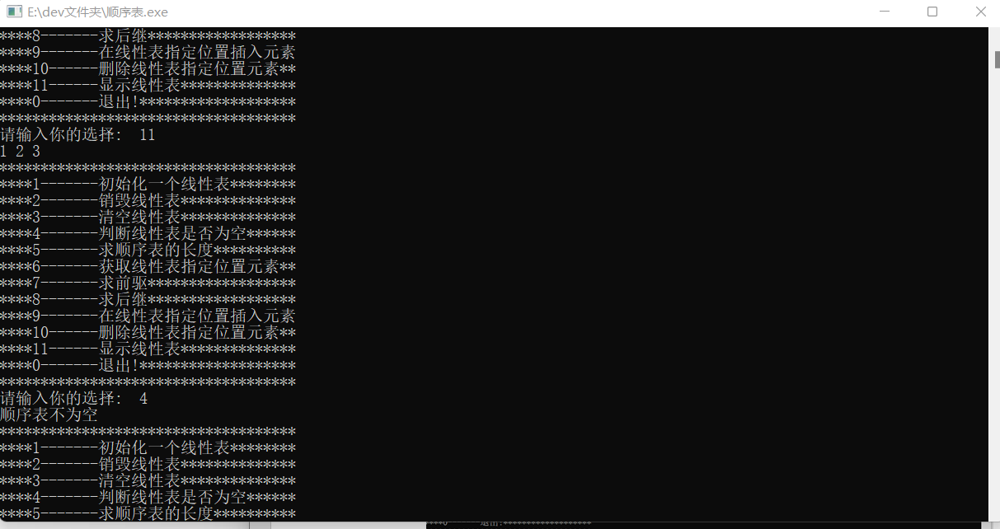 E:\dev文件夹\顺序表.exe
****8-------求后继******************
****9-------在线性表指定位置插入元素
****10------删除线性表指定位置元素**
****11------显示线性表**************
****0-------退出!*******************
************************************
请输入你的选择:  11
1 2 3
************************************
****1-------初始化一个线性表********
****2-------销毁线性表**************
****3-------清空线性表**************
****4-------判断线性表是否为空******
****5-------求顺序表的长度**********
****6-------获取线性表指定位置元素**
****7-------求前驱******************
****8-------求后继******************
****9-------在线性表指定位置插入元素
****10------删除线性表指定位置元素**
****11------显示线性表**************
****0-------退出!*******************
************************************
请输入你的选择:  4
顺序表不为空
************************************
****1-------初始化一个线性表********
****2-------销毁线性表**************
****3-------清空线性表**************
****4-------判断线性表是否为空******
****5-------求顺序表的长度**********
****0-------退出!*******************